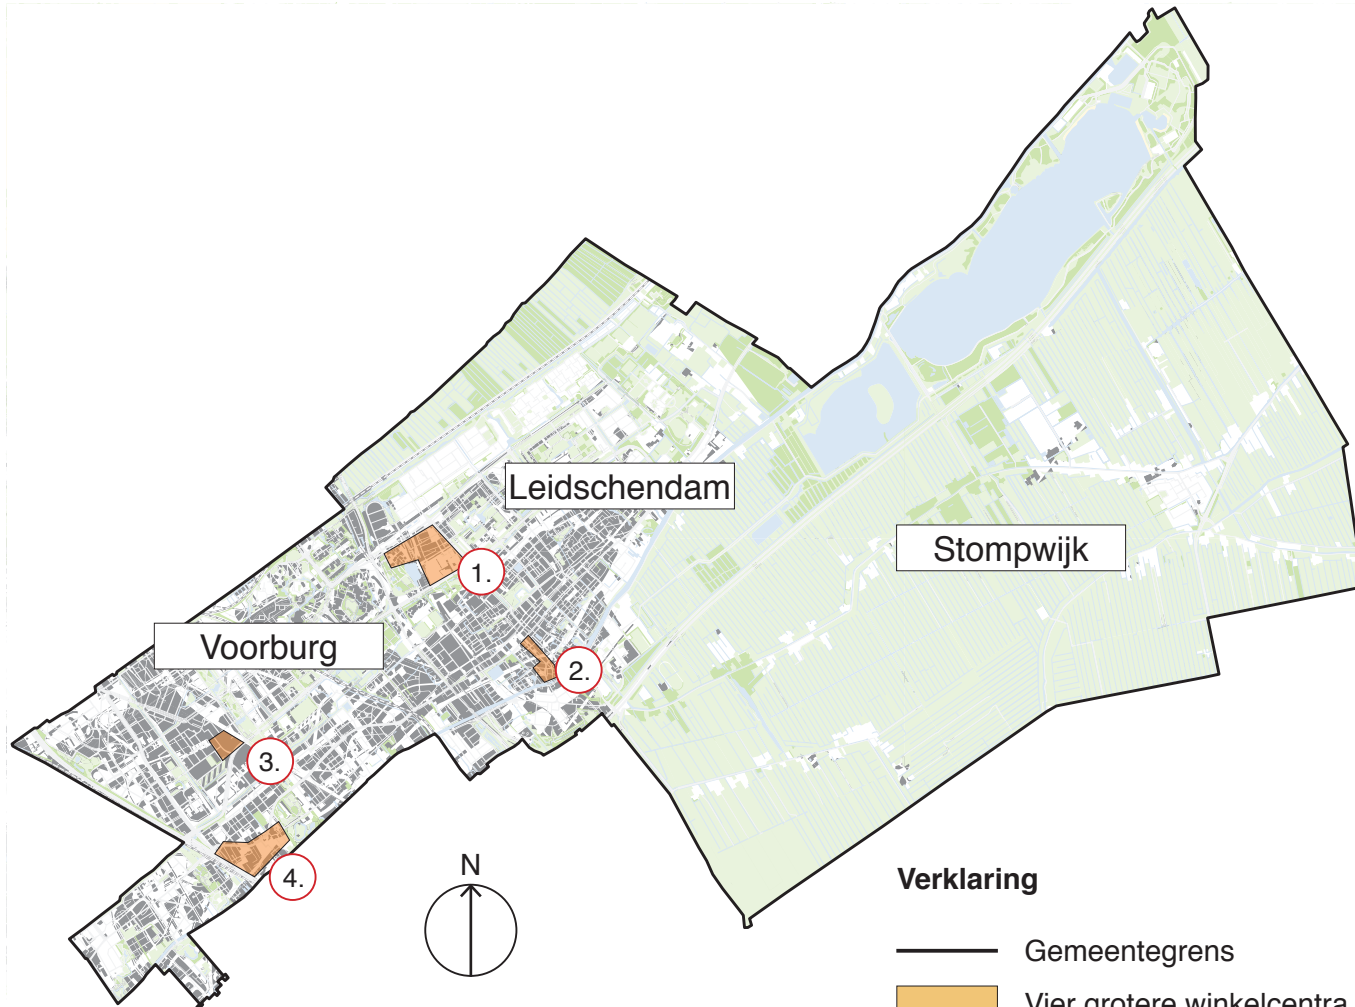 Leidschendam
Stompwijk
1.
Voorburg
2.
3.
4.
N
Verklaring
Gemeentegrens
Vier grotere winkelcentra